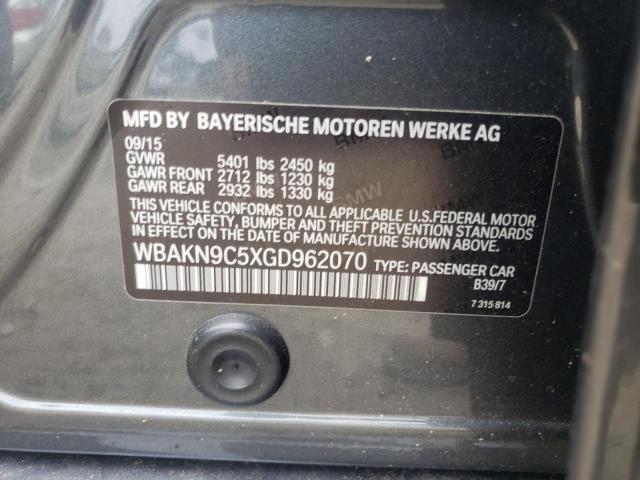 MFD BY BAYERISCHE MOTOREN WERKE AG
09/15
GVWR 5401 lbs 2450 kg
GAWR FRONT 2712 lbs 1230 kg
GAWR REAR 2932 lbs 1330 kg
THIS VEHICLE CONFORMS TO ALL APPLICABLE U.S.FEDERAL MOTOR
VEHICLE SAFETY, BUMPER AND THEFT PREVENTION STANDARDS
IN EFFECT ON THE DATE OF MANUFACTURE SHOWN ABOVE.
WBAKN9C5XGD962070 TYPE: PASSENGER CAR
B39/7
7 315 814